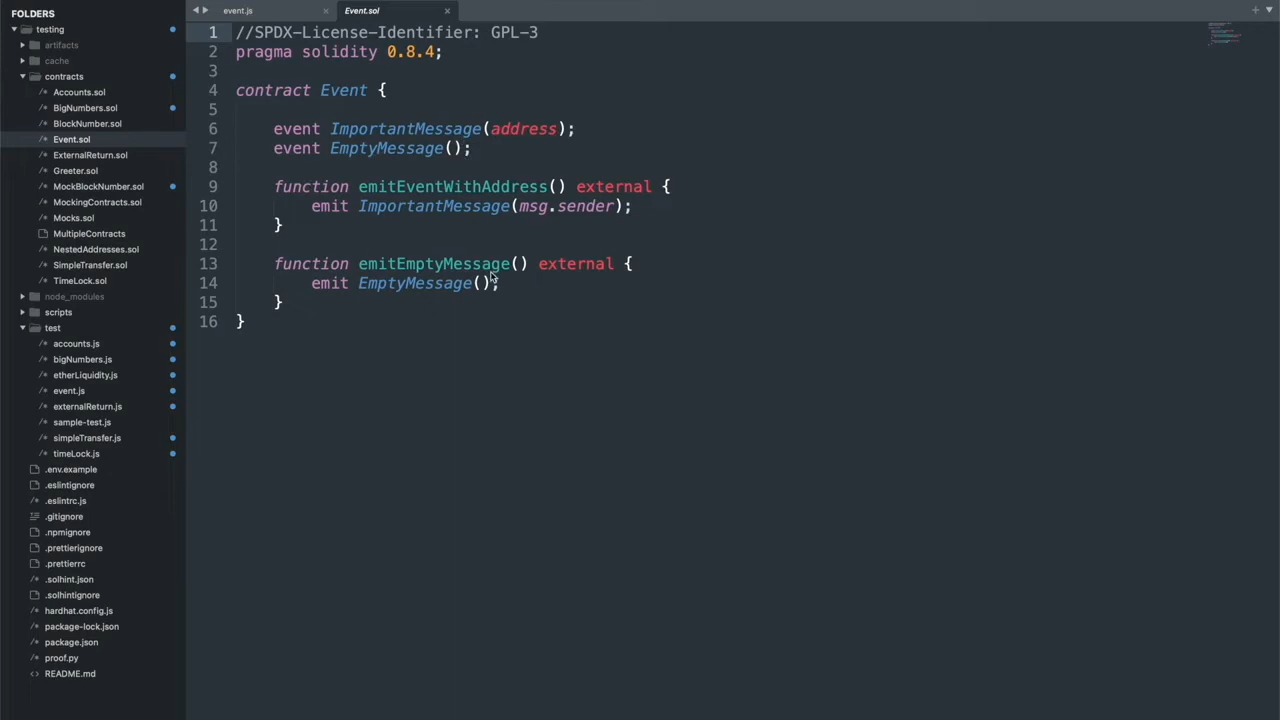 FOLDERS
testing
artifacts
cache
contracts
Accounts.sol
BigNumbers.sol
BlockNumber.sol
Event.sol
ExternalReturn.sol
Greeter.sol
MockBlockNumber.sol
MockingContracts.sol
Mocks.sol
MultipleContracts
NestedAddresses.sol
SimpleTransfer.sol
TimeLock.sol
node_modules
scripts
test
accounts.js
bigNumbers.js
etherLiquidity.js
event.js
externalReturn.js
sample-test.js
simpleTransfer.js
timeLock.js
.env.example
.eslintignore
.eslintrc.js
.gitignore
.npmignore
.prettierignore
.prettierrc
.solhint.json
.solhintignore
hardhat.config.js
package-lock.json
package.json
proof.py
README.md
event.js × Event.sol ×
1 //SPDX-License-Identifier: GPL-3
2 pragma solidity 0.8.4;
3
4 contract Event {
5
6 event ImportantMessage(address);
7 event EmptyMessage();
8
9 function emitEventWithAddress() external {
10 emit ImportantMessage(msg.sender);
11 }
12
13 function emitEmptyMessage() external {
14 emit EmptyMessage();
15 }
16 }